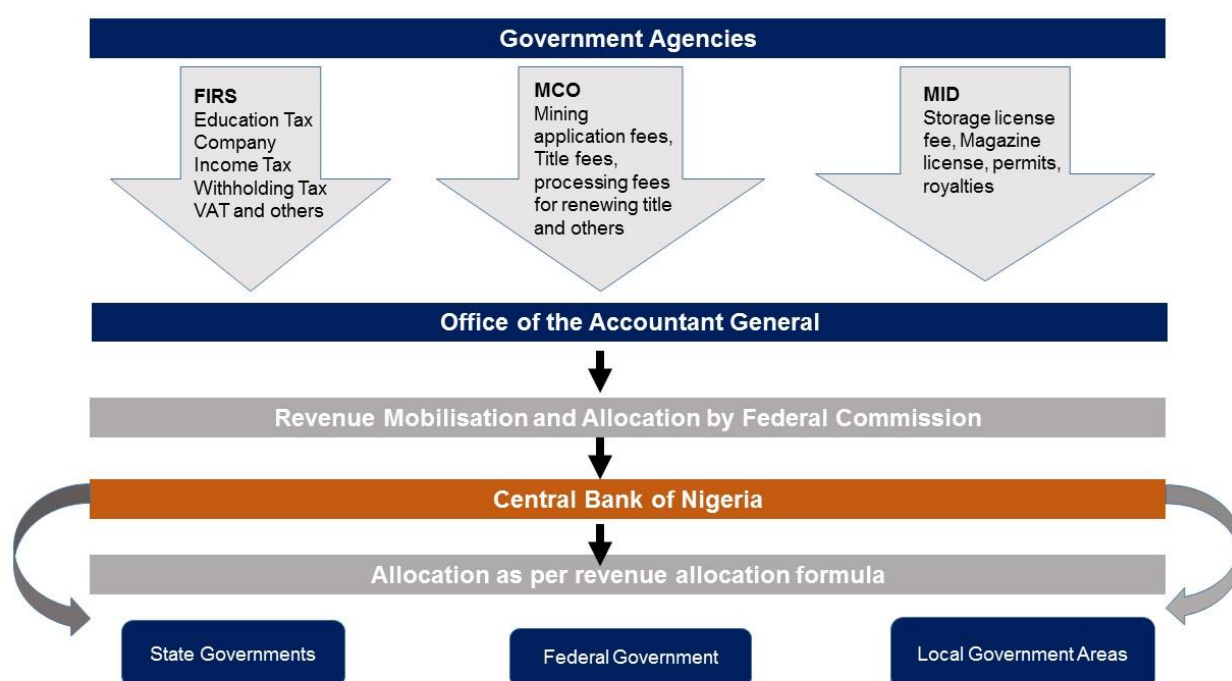 Government Agencies
FIRS
Education Tax
Company
Income Tax
Withholding Tax
VAT and others
MCO
Mining
application fees,
Title fees,
processing fees
for renewing title
and others
MID
Storage license
fee, Magazine
license, permits,
royalties
Office of the Accountant General
Revenue Mobilisation and Allocation by Federal Commission
Central Bank of Nigeria
Allocation as per revenue allocation formula
State Governments
Federal Government
Local Government Areas